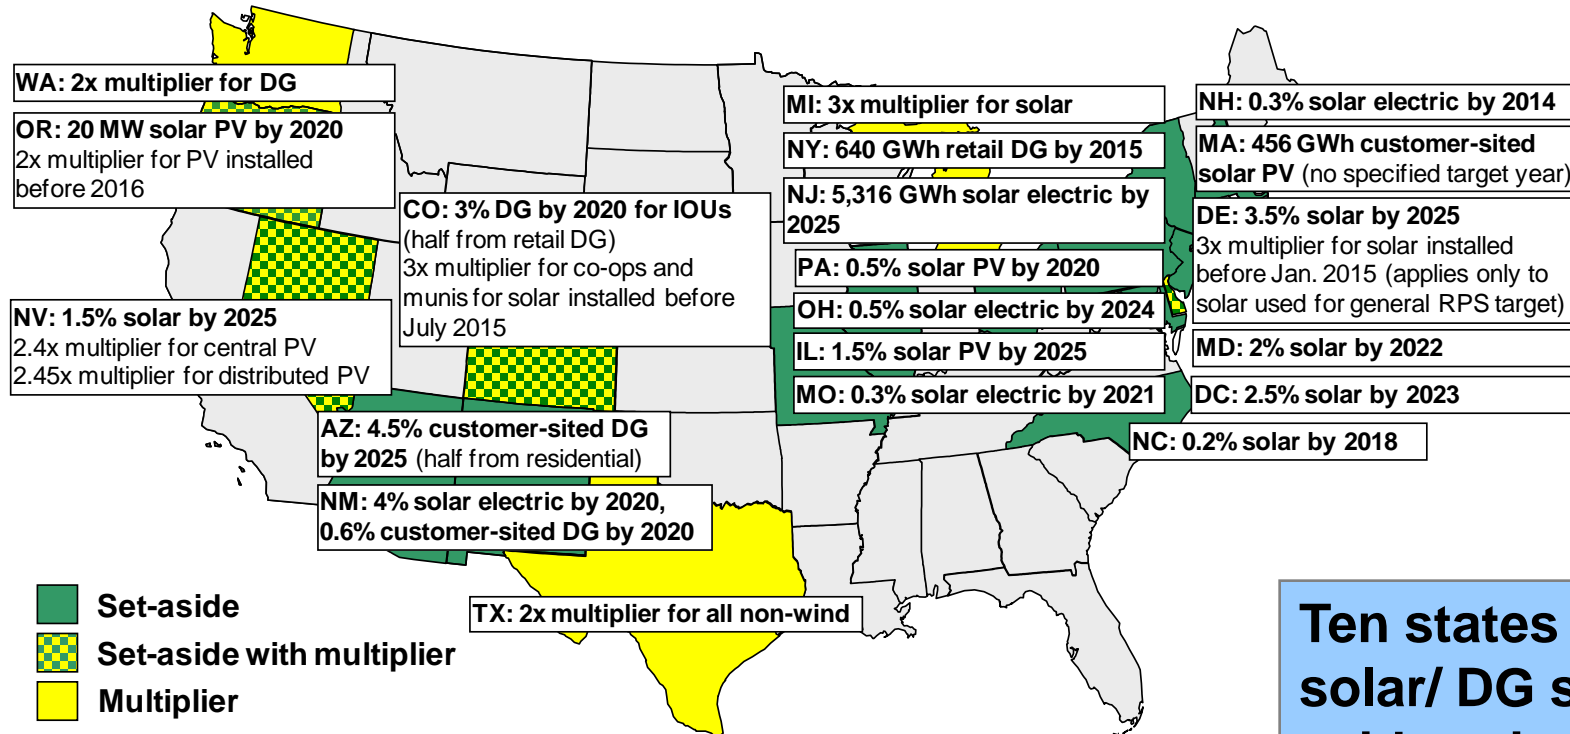 WA: 2x multiplier for DG
OR: 20 MW solar PV by 2020
2x multiplier for PV installed
before 2016
CO: 3% DG by 2020 for IOUs
(half from retail DG)
3x multiplier for co-ops and
munis for solar installed before
July 2015
NV: 1.5% solar by 2025
2.4x multiplier for central PV
2.45x multiplier for distributed PV
AZ: 4.5% customer-sited DG
by 2025 (half from residential)
NM: 4% solar electric by 2020,
0.6% customer-sited DG by 2020
TX: 2x multiplier for all non-wind
MI: 3x multiplier for solar
NY: 640 GWh retail DG by 2015
NJ: 5,316 GWh solar electric by
2025
PA: 0.5% solar PV by 2020
OH: 0.5% solar electric by 2024
IL: 1.5% solar PV by 2025
MO: 0.3% solar electric by 2021
NH: 0.3% solar electric by 2014
MA: 456 GWh customer-sited
solar PV (no specified target year)
DE: 3.5% solar by 2025
3x multiplier for solar installed
before Jan. 2015 (applies only to
solar used for general RPS target)
MD: 2% solar by 2022
DC: 2.5% solar by 2023
NC: 0.2% solar by 2018
Set-aside
Set-aside with multiplier
Multiplier
Ten states
solar/ DG s